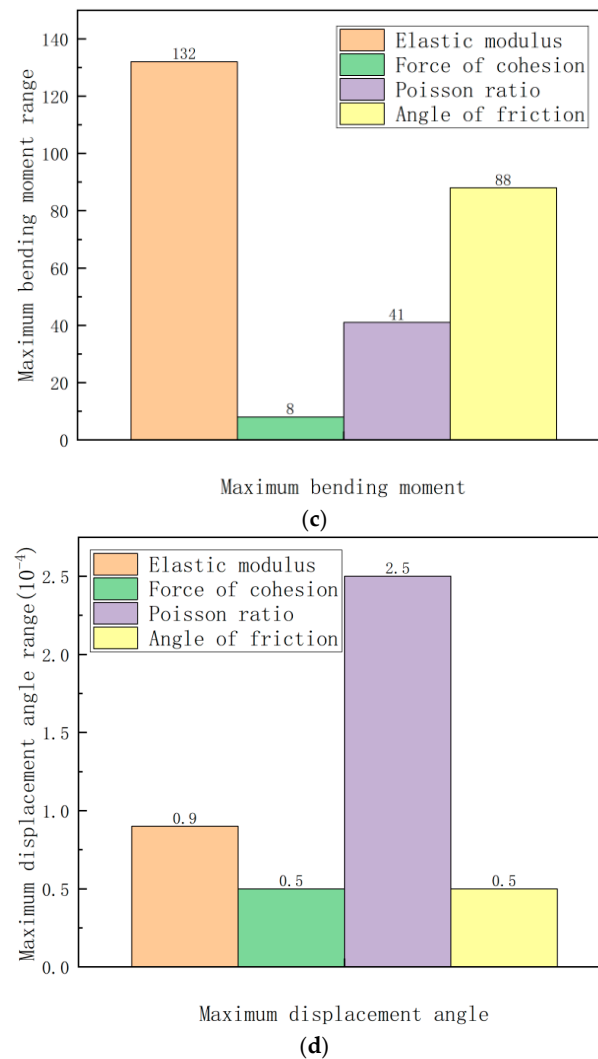 Maximum bending moment range
140
120
100
80
60
40
20
0
132
8
41
88
Elastic modulus
Force of cohesion
Poisson ratio
Angle of friction
Maximum bending moment
(c)
Maximum displacement angle range(10⁻⁴)
2.5
2.0
1.5
1.0
0.5
0.0
Elastic modulus
Force of cohesion
Poisson ratio
Angle of friction
0.9
0.5
2.5
0.5
Maximum displacement angle
(d)